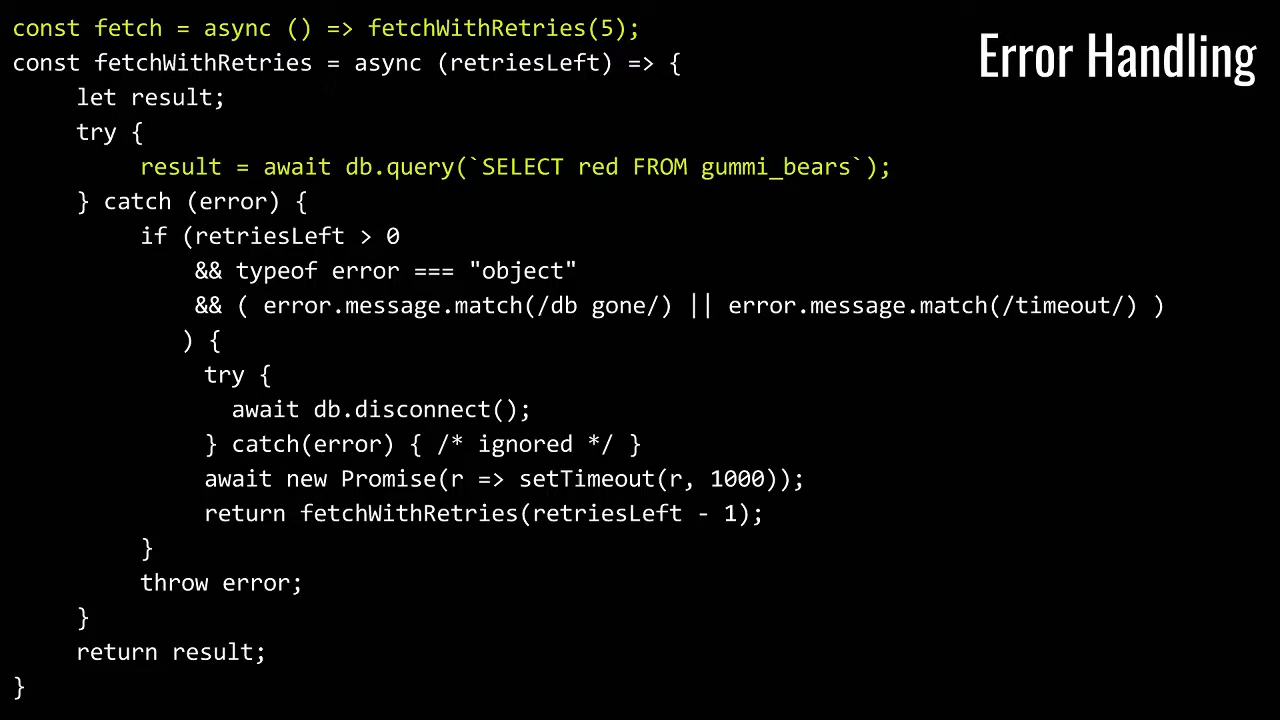 const fetch = async () => fetchWithRetries(5);
Error Handling
const fetchWithRetries = async (retriesLeft) => {
let result;
try {
result = await db.query(`SELECT red FROM gummi_bears`);
} catch (error) {
if (retriesLeft > 0
&& typeof error === "object"
&& ( error.message.match(/db gone/) || error.message.match(/timeout/) )
) {
try {
await db.disconnect();
} catch(error) { /* ignored */ }
await new Promise(r => setTimeout(r, 1000));
return fetchWithRetries(retriesLeft - 1);
}
throw error;
}
return result;
}